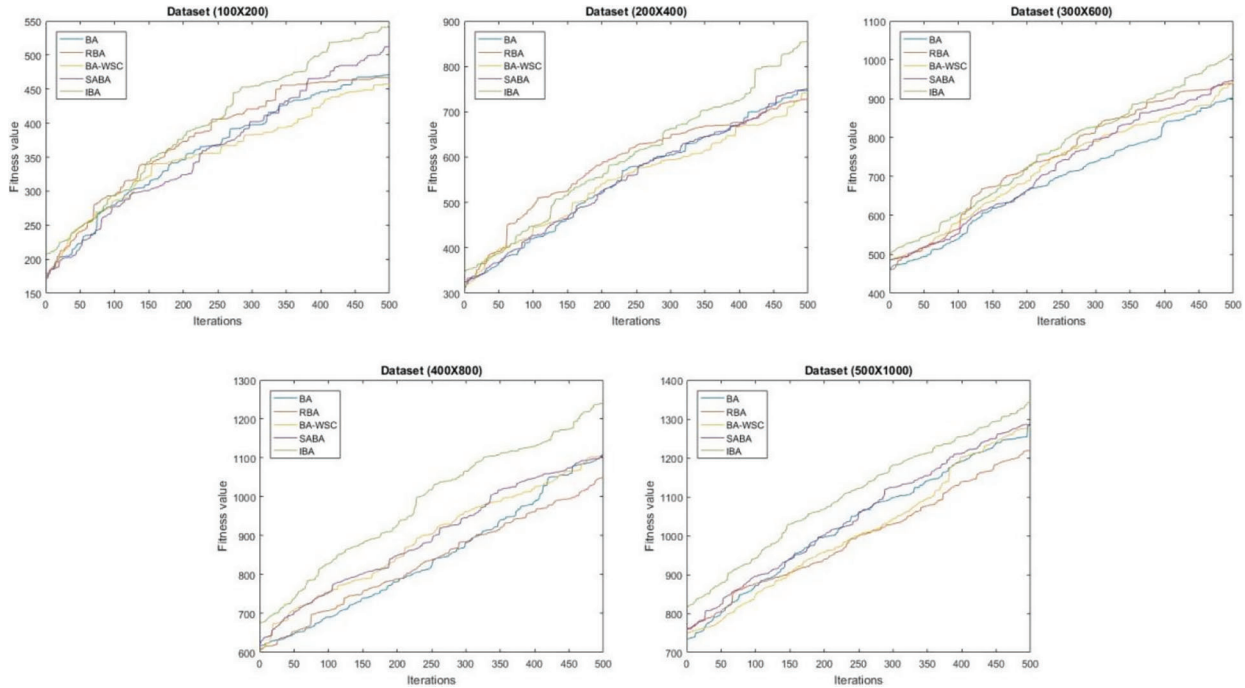 Dataset (100X200)
550
500
450
400
350
300
250
200
150
Fitness value
BA
RBA
BA-WSC
SABA
IBA
0 50 100 150 200 250 300 350 400 450 500
Iterations
Dataset (200X400)
900
800
700
600
500
400
300
Fitness value
BA
RBA
BA-WSC
SABA
IBA
0 50 100 150 200 250 300 350 400 450 500
Iterations
Dataset (300X600)
1100
1000
900
800
700
600
500
400
Fitness value
BA
RBA
BA-WSC
SABA
IBA
0 50 100 150 200 250 300 350 400 450 500
Iterations
Dataset (400X800)
1300
1200
1100
1000
900
800
700
600
Fitness value
BA
RBA
BA-WSC
SABA
IBA
0 50 100 150 200 250 300 350 400 450 500
Iterations
Dataset (500X1000)
1400
1300
1200
1100
1000
900
800
700
Fitness value
BA
RBA
BA-WSC
SABA
IBA
0 50 100 150 200 250 300 350 400 450 500
Iterations